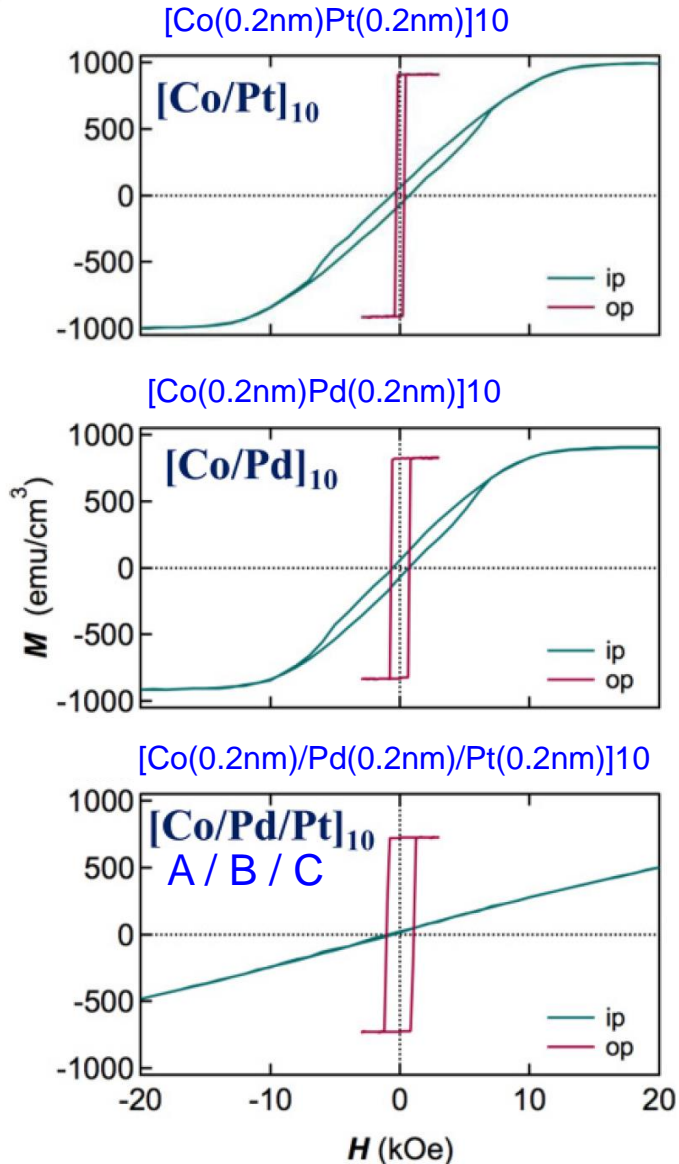 [Co(0.2nm)Pt(0.2nm)]10
1000
[Co/Pt]10
500
0
-500
ip
op
-1000
[Co(0.2nm)Pd(0.2nm)]10
1000
[Co/Pd]10
500
0
-500
ip
op
-1000
M (emu/cm3)
[Co(0.2nm)/Pd(0.2nm)/Pt(0.2nm)]10
1000
[Co/Pd/Pt]10
A / B / C
500
0
-500
ip
op
-1000
-20 -10 0 10 20
H (kOe)